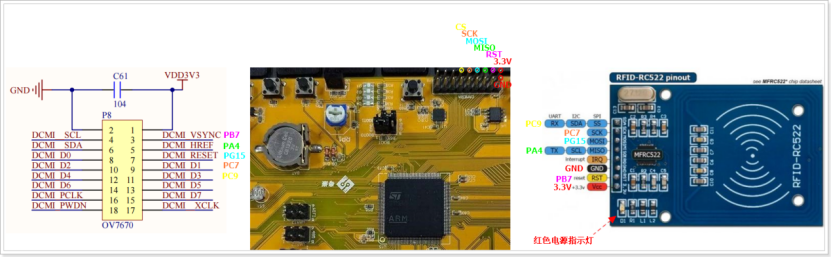 C61
VDD3V3
GND
104
P8
DCMI_SCL 2 1 DCMI_VSYNC PB7
DCMI_SDA 4 3 DCMI_HREF PA4
DCMI_D0 6 5 DCMI_RESET PG15
DCMI_D2 8 7 DCMI_D1 PC7
DCMI_D4 10 9 DCMI_D3 PC9
DCMI_D6 12 11 DCMI_D5
DCMI_PCLK 14 13 DCMI_D7
DCMI_PWDN 16 15 DCMI_XCLK
18 17
OV7670
CS
SCK
MOSI
MISO
RST
3.3V
ARM
RFID-RC522 pinout
see MFRC522* chip datasheet
UART I2C SPI
PC9 RX SDA SS
PC7 SCK
PG15 MOSI
PA4 TX SCL MISO
Interrupt IRQ
GND GND
PB7 reset RST
3.3V +3.3v Vcc
MFRC522
RFID-RC522
D1 R1 L1 L2
红色电源指示灯